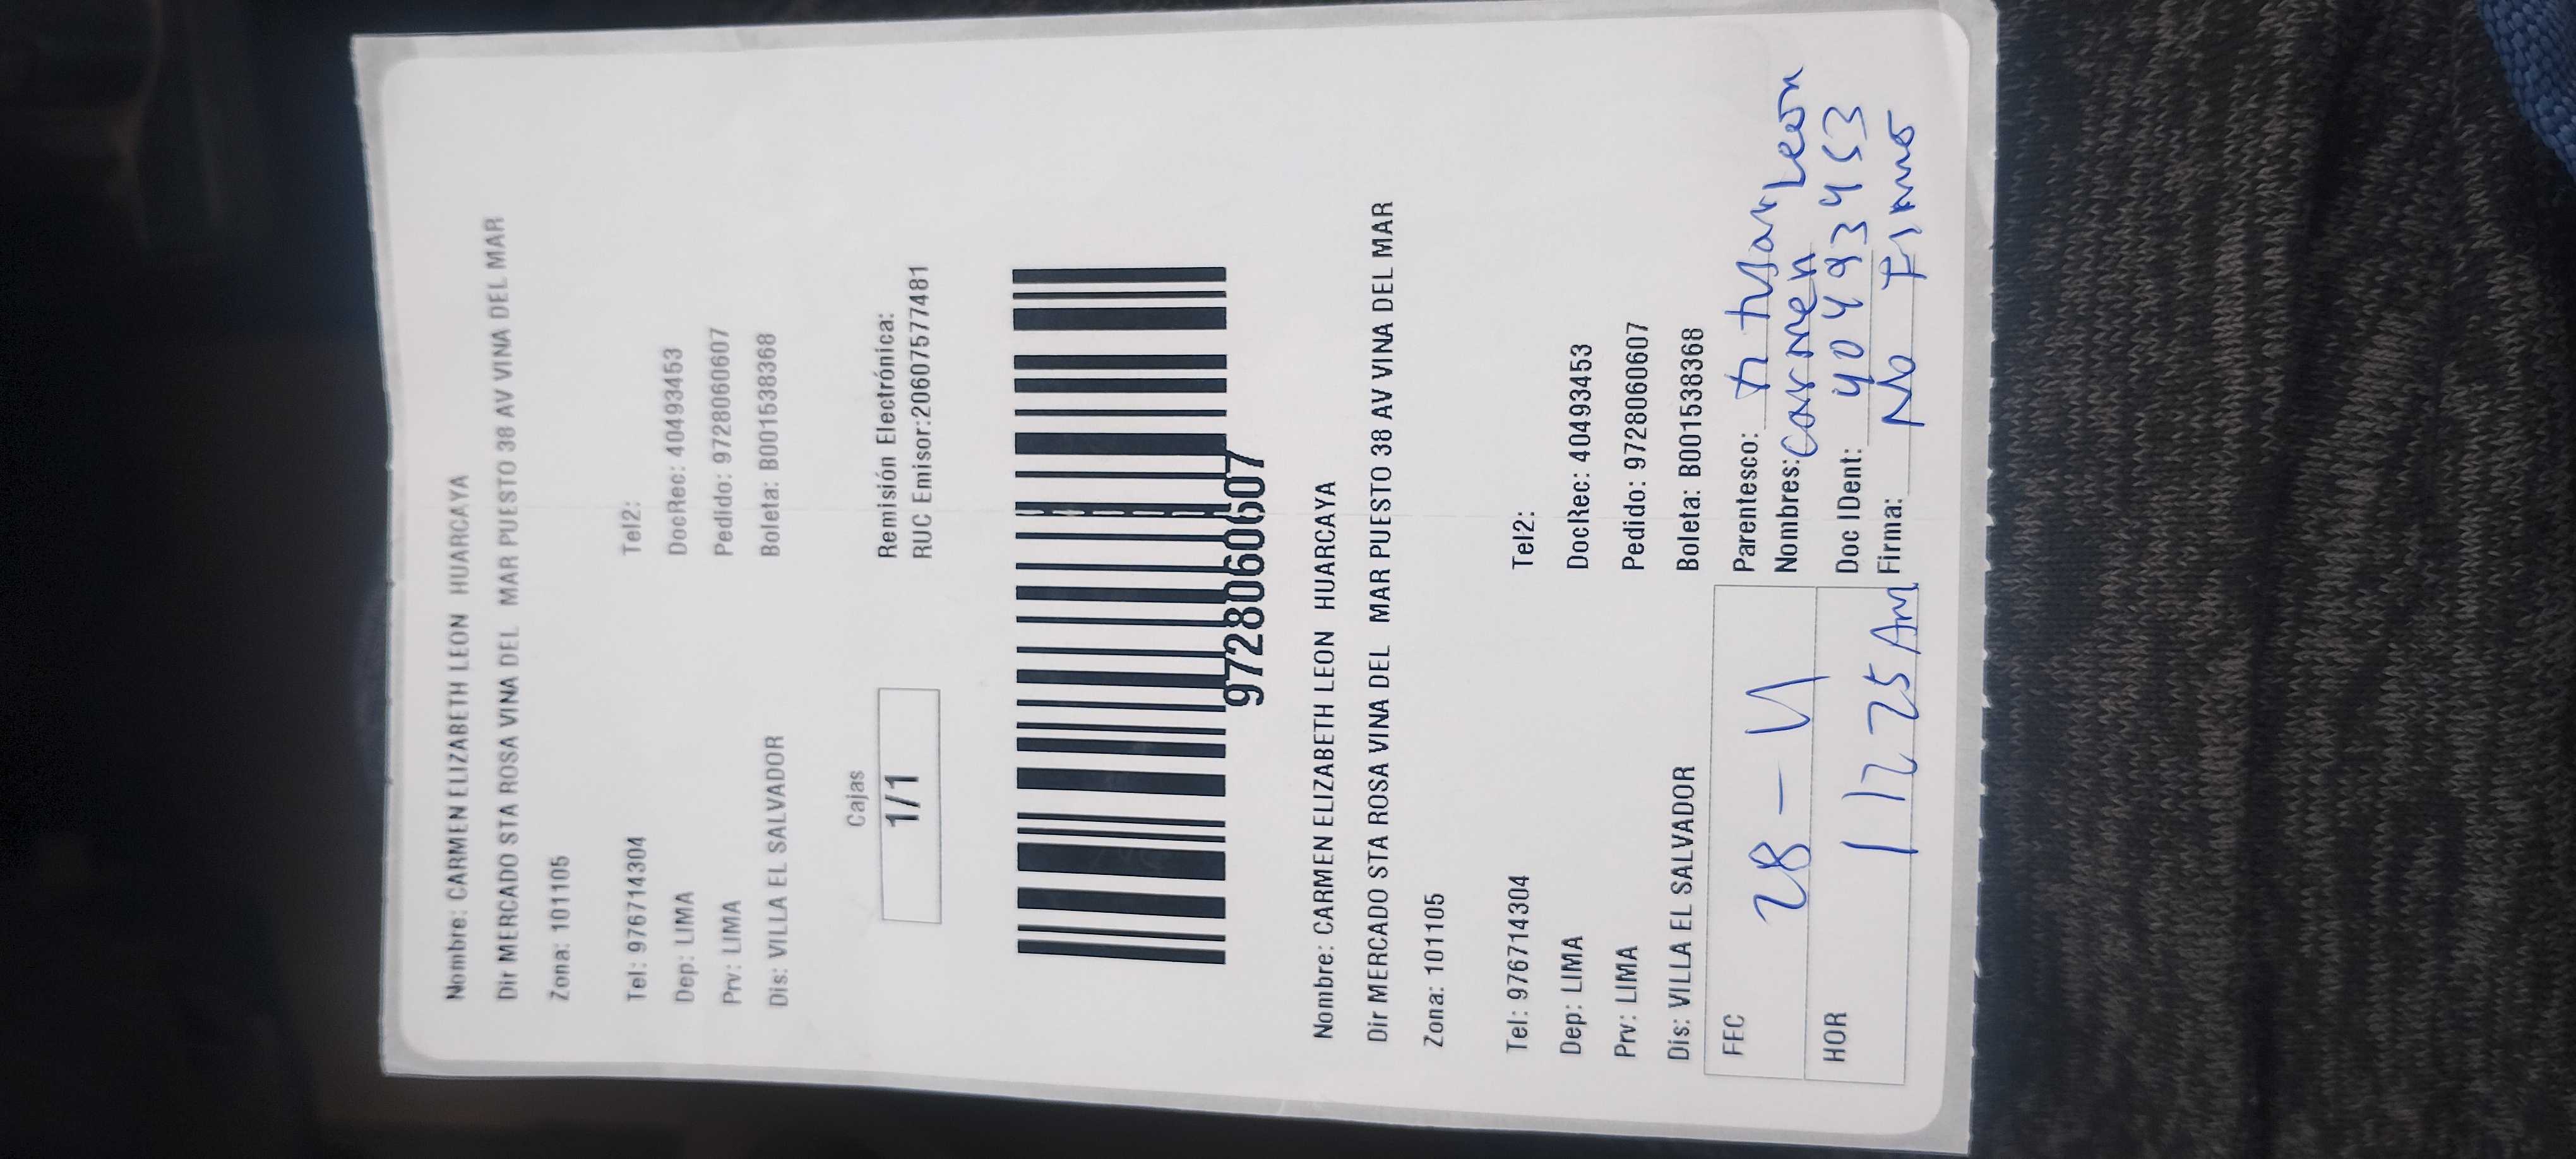 Nombre: CARMEN ELIZABETH LEON HUARCAYA
Dir MERCADO STA ROSA VINA DEL MAR PUESTO 38 AV VINA DEL MAR
Zona: 101105
Tel: 976714304 Tel2:
Dep: LIMA DocRec: 40493453
Prv: LIMA Pedido: 9728060607
Dis: VILLA EL SALVADOR Boleta: B001538368
Cajas
1/1
Remisión Electrónica:
RUC Emisor:20607577481
9728060607
Nombre: CARMEN ELIZABETH LEON HUARCAYA
Dir MERCADO STA ROSA VINA DEL MAR PUESTO 38 AV VINA DEL MAR
Zona: 101105
Tel: 976714304 Tel2:
Dep: LIMA DocRec: 40493453
Prv: LIMA Pedido: 9728060607
Dis: VILLA EL SALVADOR Boleta: B001538368
FEC 28 - Parentesco:
Nombres: Carmen Leon
HOR 11 25 Am Doc IDent: 40493453
Firma: No Firmo